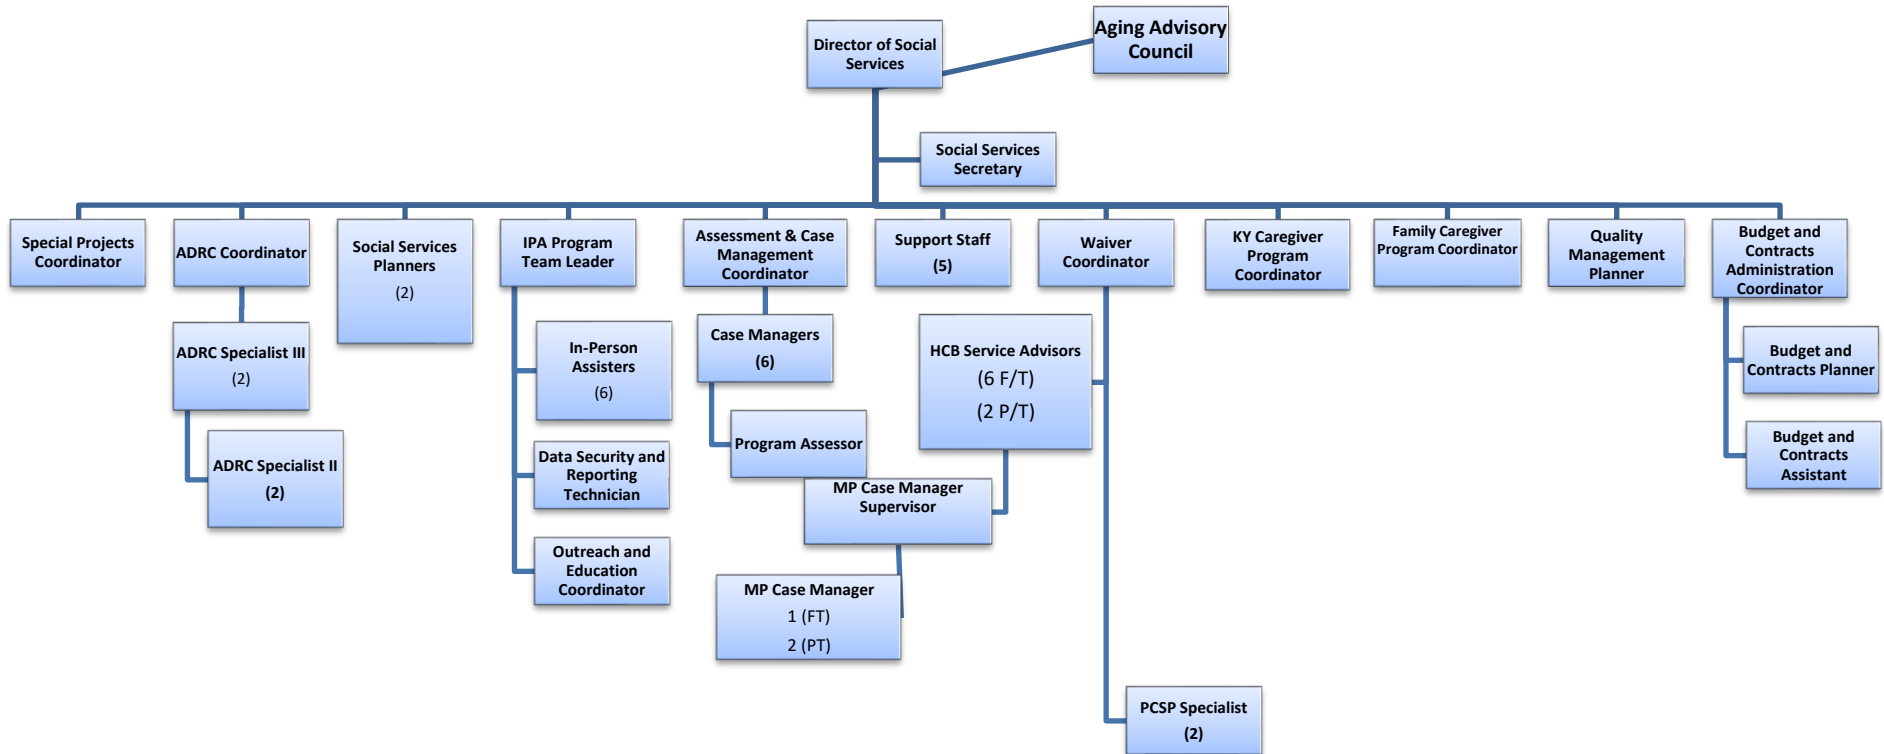 Director of Social
Services
Aging Advisory
Council
Social Services
Secretary
Special Projects
Coordinator
ADRC Coordinator
Social Services
Planners
(2)
IPA Program
Team Leader
Assessment & Case
Management
Coordinator
Support Staff
(5)
Waiver
Coordinator
KY Caregiver
Program
Coordinator
Family Caregiver
Program Coordinator
Quality
Management
Planner
Budget and
Contracts
Administration
Coordinator
ADRC Specialist III
(2)
ADRC Specialist II
(2)
In-Person
Assisters
(6)
Data Security and
Reporting
Technician
Outreach and
Education
Coordinator
Case Managers
(6)
Program Assessor
HCB Service Advisors
(6 F/T)
(2 P/T)
MP Case Manager
Supervisor
MP Case Manager
1 (FT)
2 (PT)
PCSP Specialist
(2)
Budget and
Contracts Planner
Budget and
Contracts
Assistant